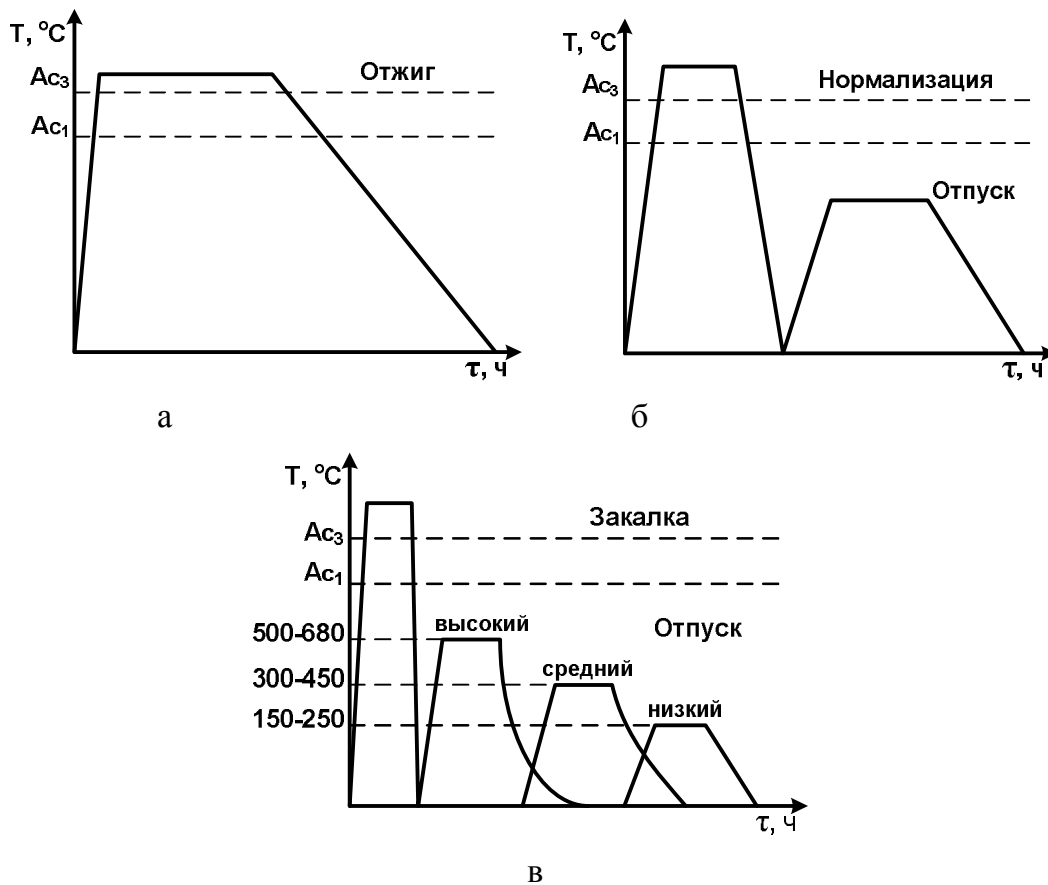 T, °C
Ac₃
Отжиг
Ac₁
τ, ч
а
T, °C
Ac₃
Нормализация
Ac₁
Отпуск
τ, ч
б
T, °C
Закалка
Ac₃
Ac₁
500-680
высокий
Отпуск
300-450
средний
150-250
низкий
τ, ч
в